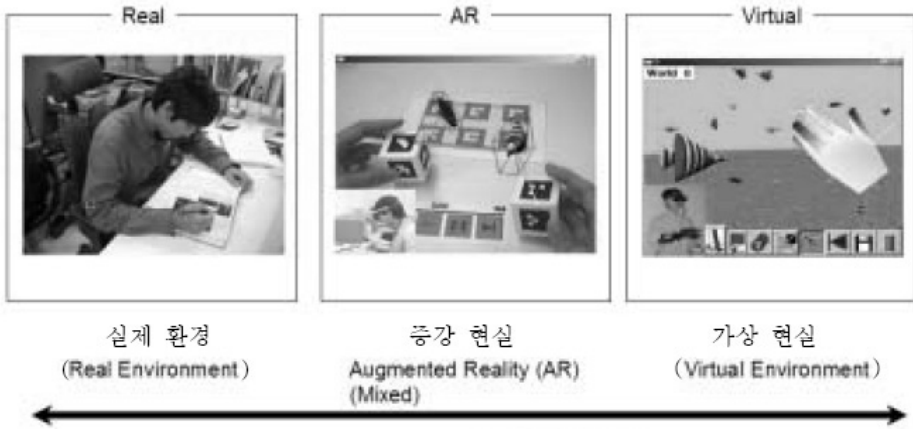 Real
AR
Virtual
World 0
실제 환경
(Real Environment)
증강 현실
Augmented Reality (AR)
(Mixed)
가상 현실
(Virtual Environment)